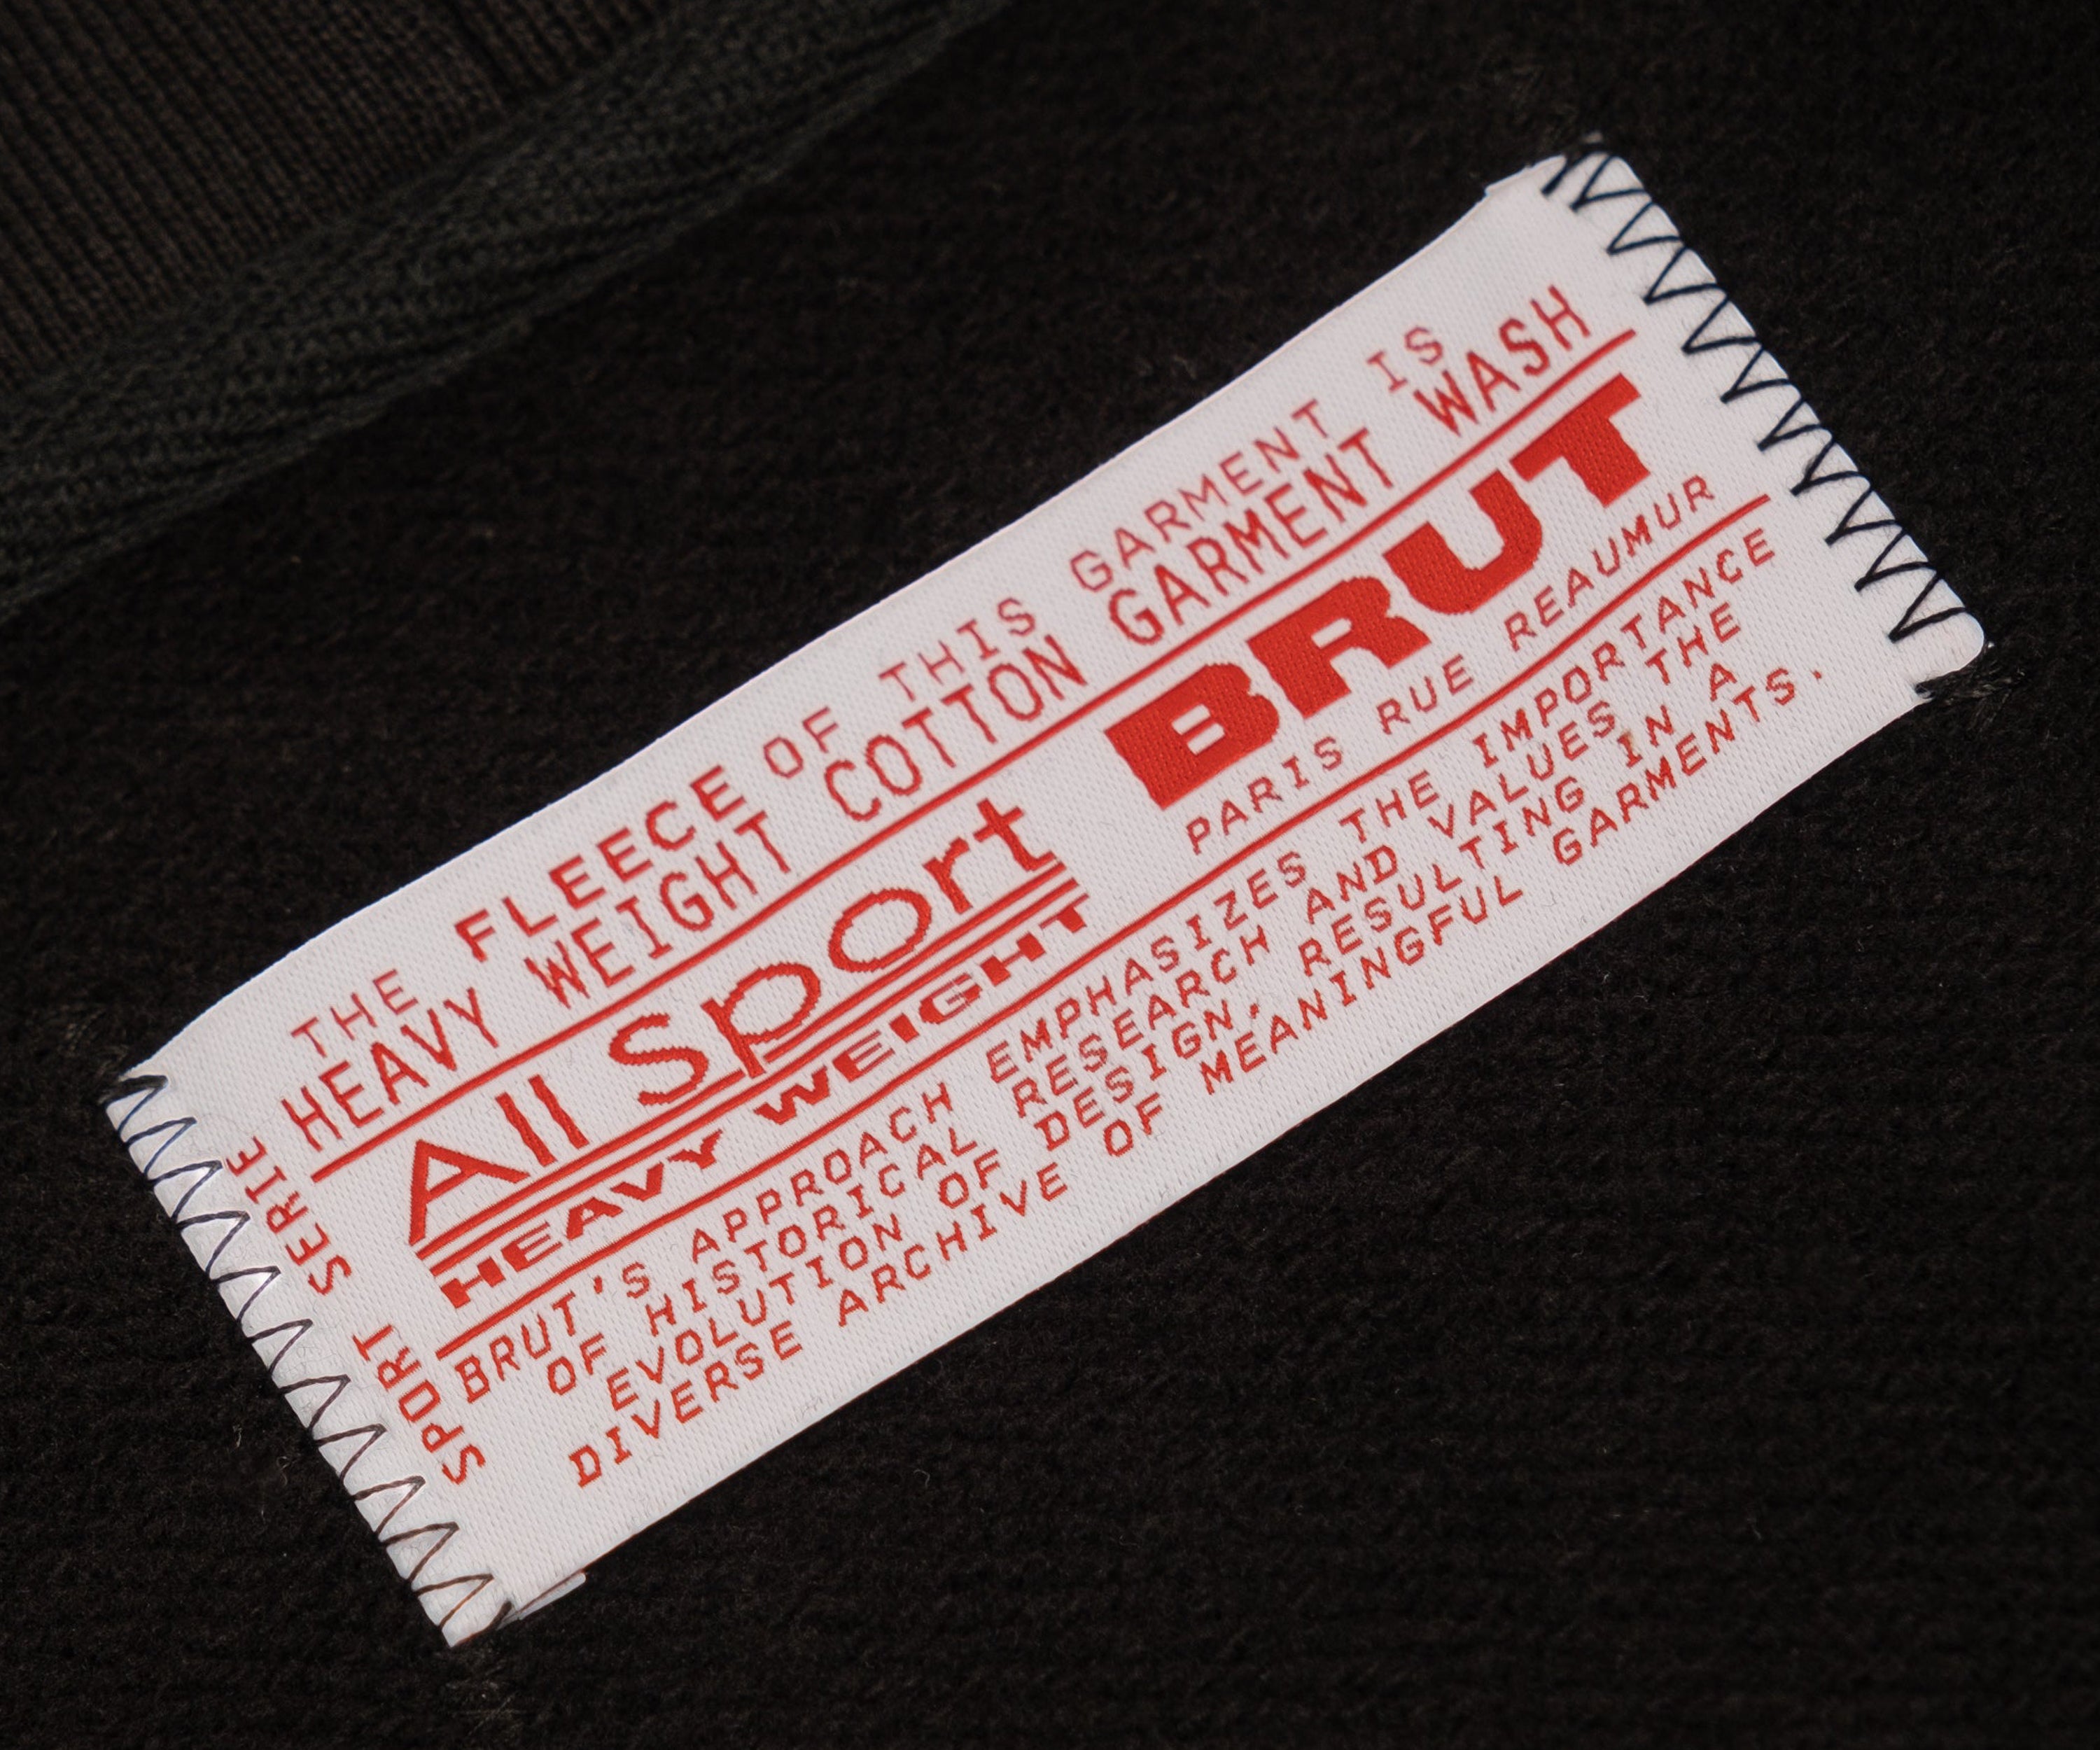 THE FLEECE OF THIS GARMENT IS
HEAVY WEIGHT COTTON GARMENT WASH
All Sport
HEAVY WEIGHT
BRUT
PARIS RUE REAUMUR
BRUT'S APPROACH EMPHASIZES THE IMPORTANCE
OF HISTORICAL RESEARCH AND VALUES THE
EVOLUTION OF DESIGN, RESULTING IN A
DIVERSE ARCHIVE OF MEANINGFUL GARMENTS.
SPORT SERIE